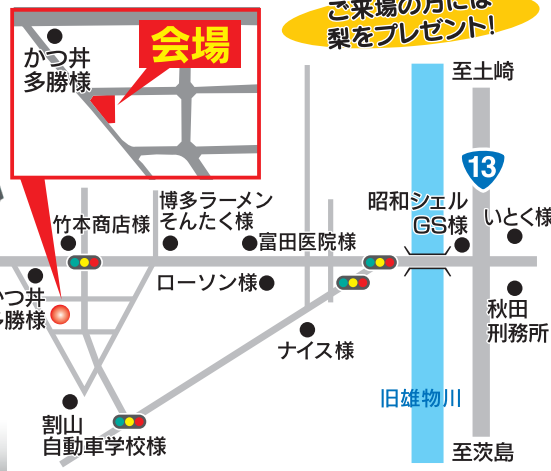 ご来場の方には
梨をプレゼント!
かつ丼
多勝様
会場
至土崎
13
博多ラーメン
そんたく様
竹本商店様
富田医院様
昭和シェル
GS様
いとく様
ローソン様
かつ丼
多勝様
秋田
刑務所
ナイス様
旧雄物川
割山
自動車学校様
至茨島